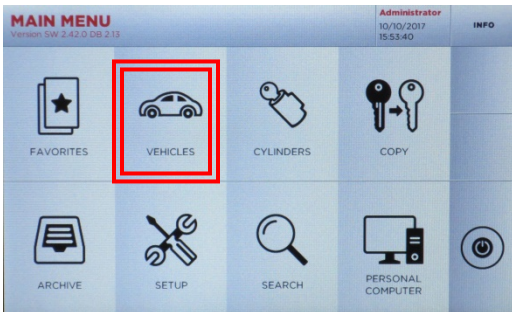 MAIN MENU
Version SW 2.42.0 DB 2.13
Administrator
10/10/2017
15:53:40
INFO
FAVORITES
VEHICLES
CYLINDERS
COPY
ARCHIVE
SETUP
SEARCH
PERSONAL
COMPUTER